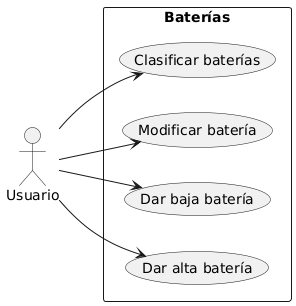 Baterías
Clasificar baterías
Modificar batería
Usuario
Dar baja batería
Dar alta batería